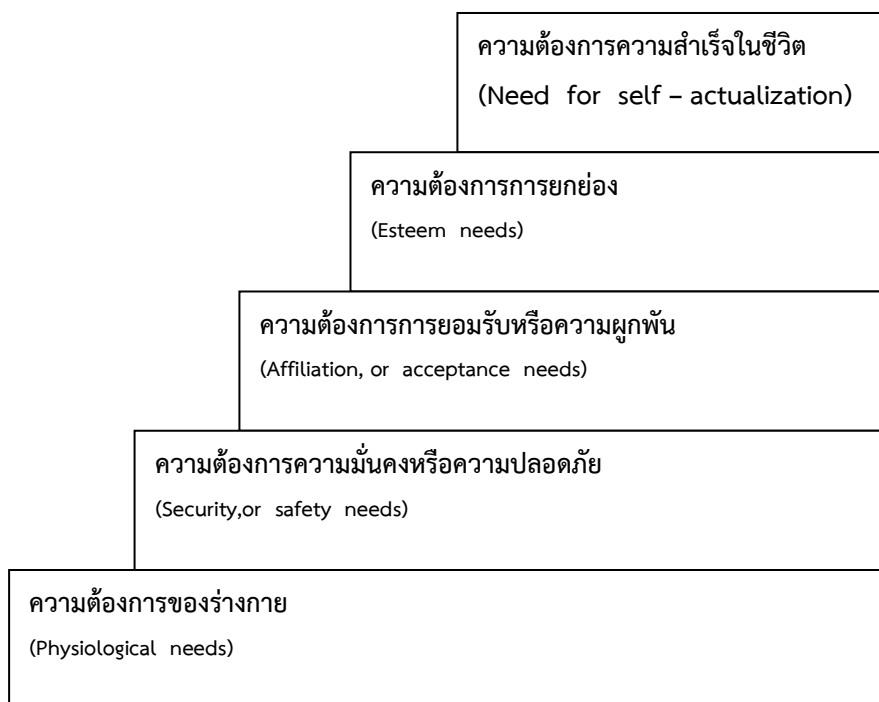 ความต้องการความสำเร็จในชีวิต
(Need for self – actualization)
ความต้องการการยกย่อง
(Esteem needs)
ความต้องการการยอมรับหรือความผูกพัน
(Affiliation, or acceptance needs)
ความต้องการความมั่นคงหรือความปลอดภัย
(Security,or safety needs)
ความต้องการของร่างกาย
(Physiological needs)